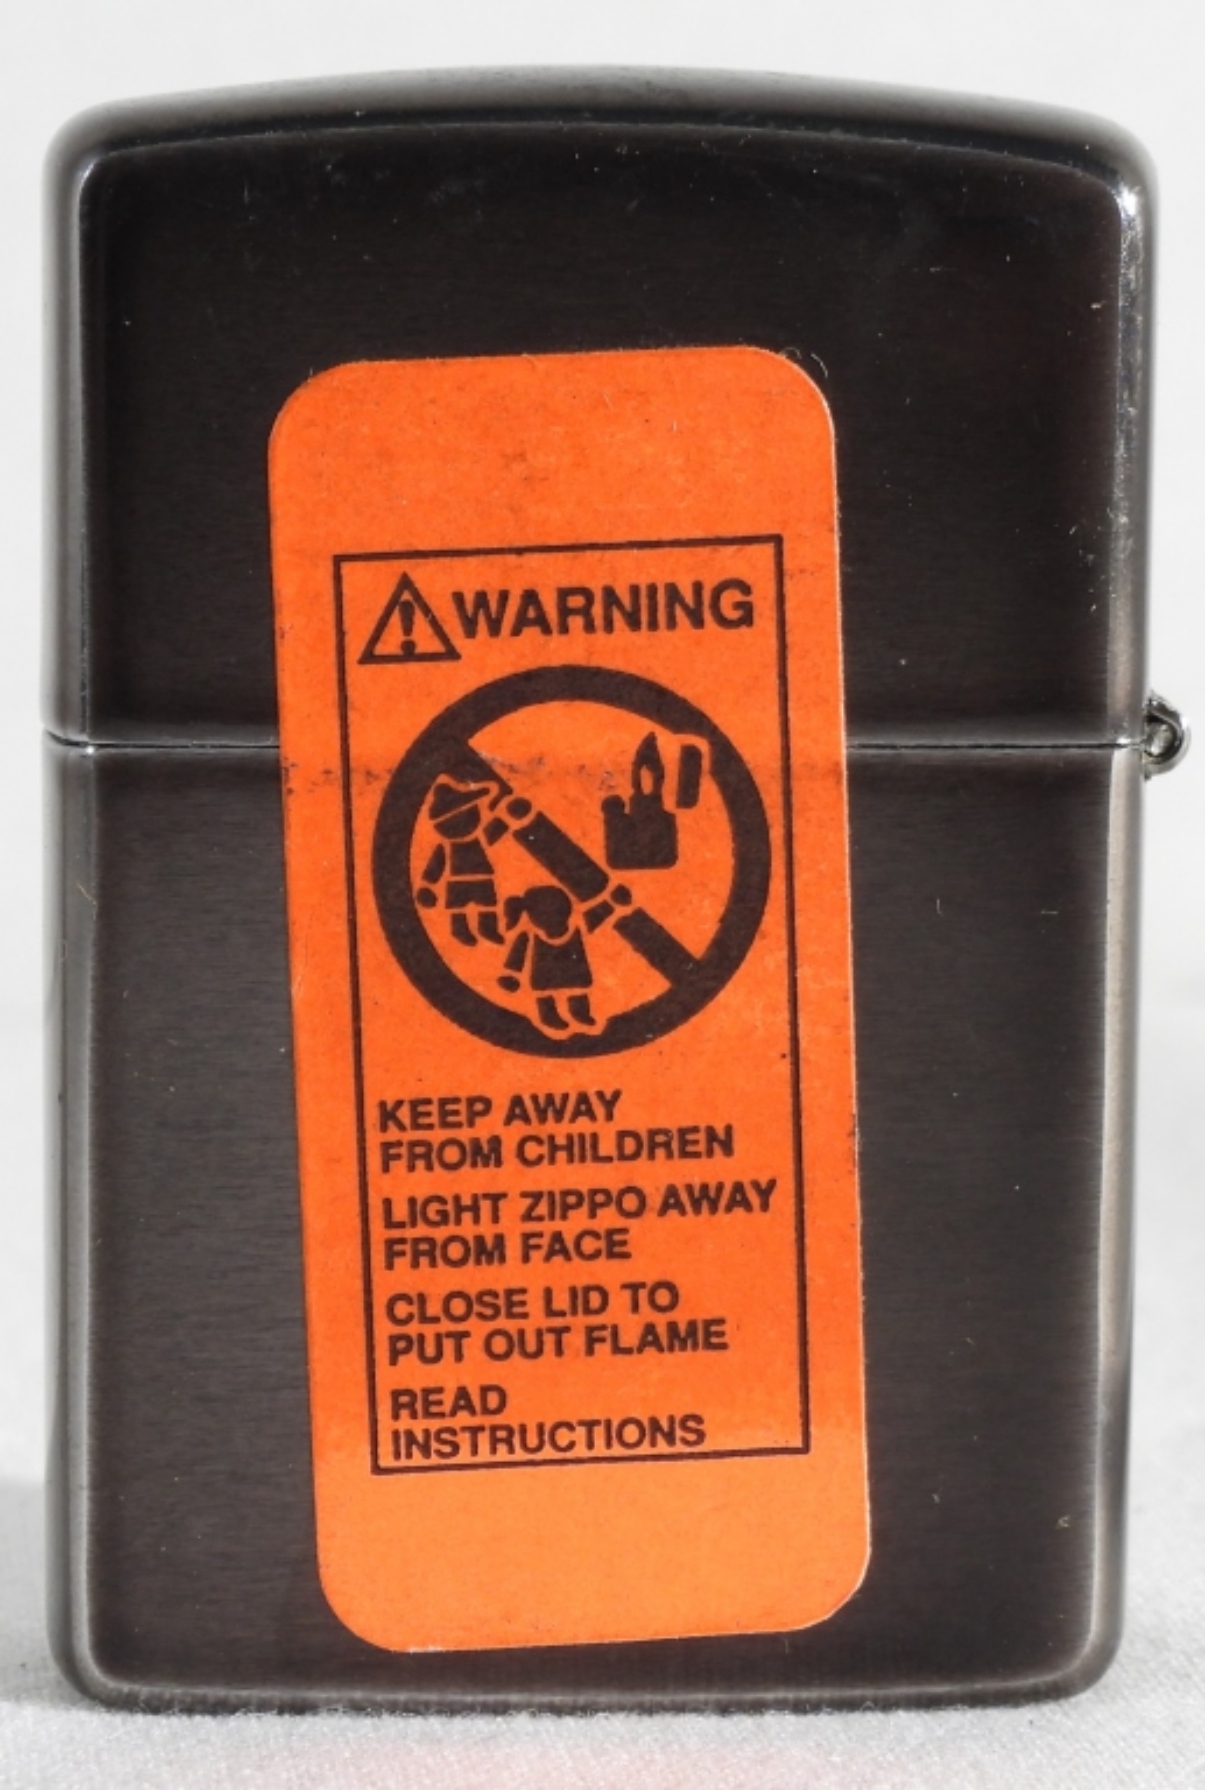 WARNING
KEEP AWAY
FROM CHILDREN
LIGHT ZIPPO AWAY
FROM FACE
CLOSE LID TO
PUT OUT FLAME
READ
INSTRUCTIONS